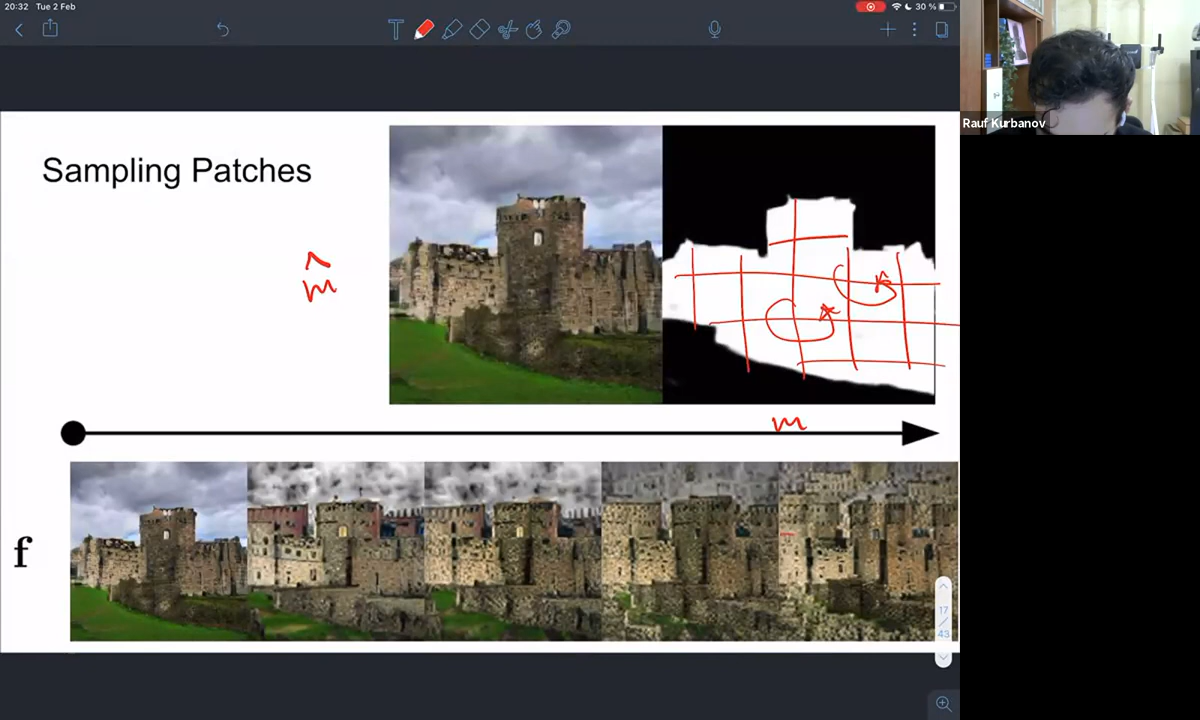 20:32 Tue 2 Feb
30 %
T
Rauf Kurbanov
Sampling Patches
m̂
m
f
17
/
43